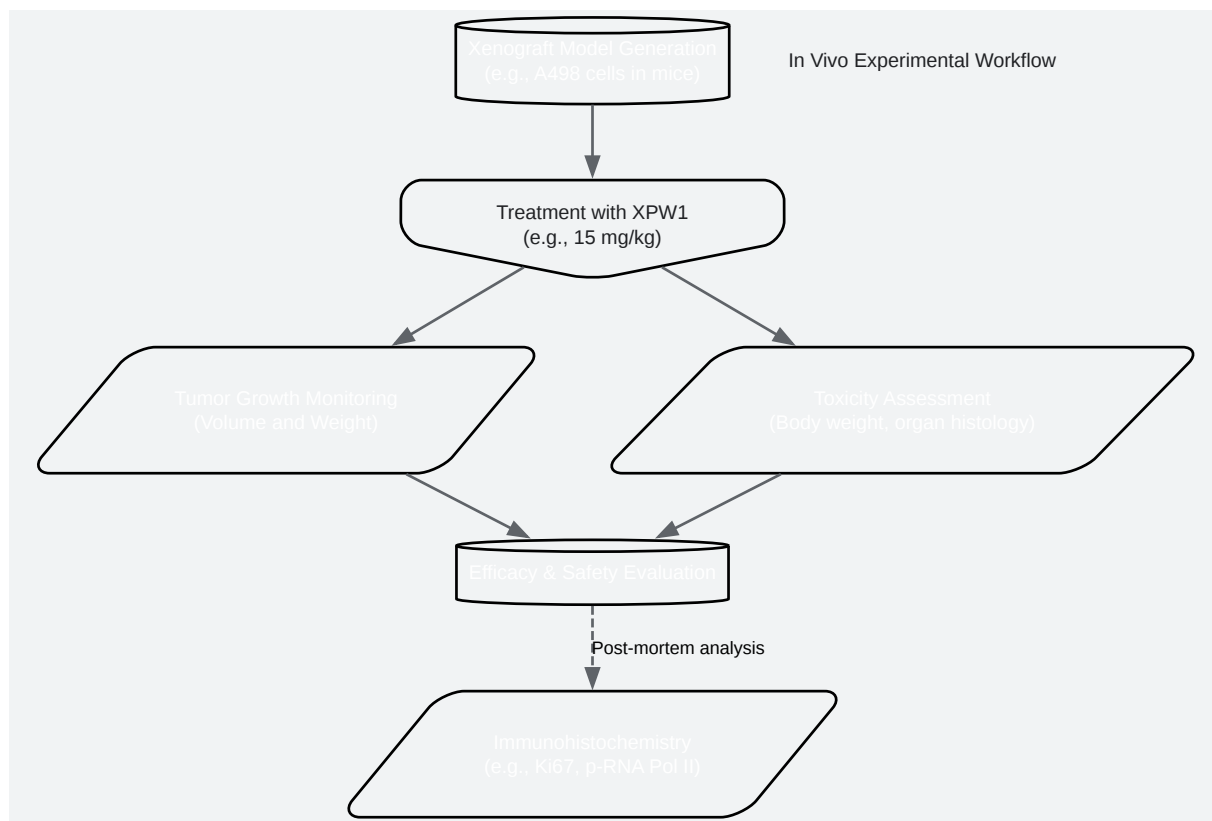 Xenograft Model Generation
(e.g., A498 cells in mice)
In Vivo Experimental Workflow
Treatment with XPW1
(e.g., 15 mg/kg)
Tumor Growth Monitoring
(Volume and Weight)
Toxicity Assessment
(Body weight, organ histology)
Efficacy & Safety Evaluation
Post-mortem analysis
Immunohistochemistry
(e.g., Ki67, p-RNA Pol II)